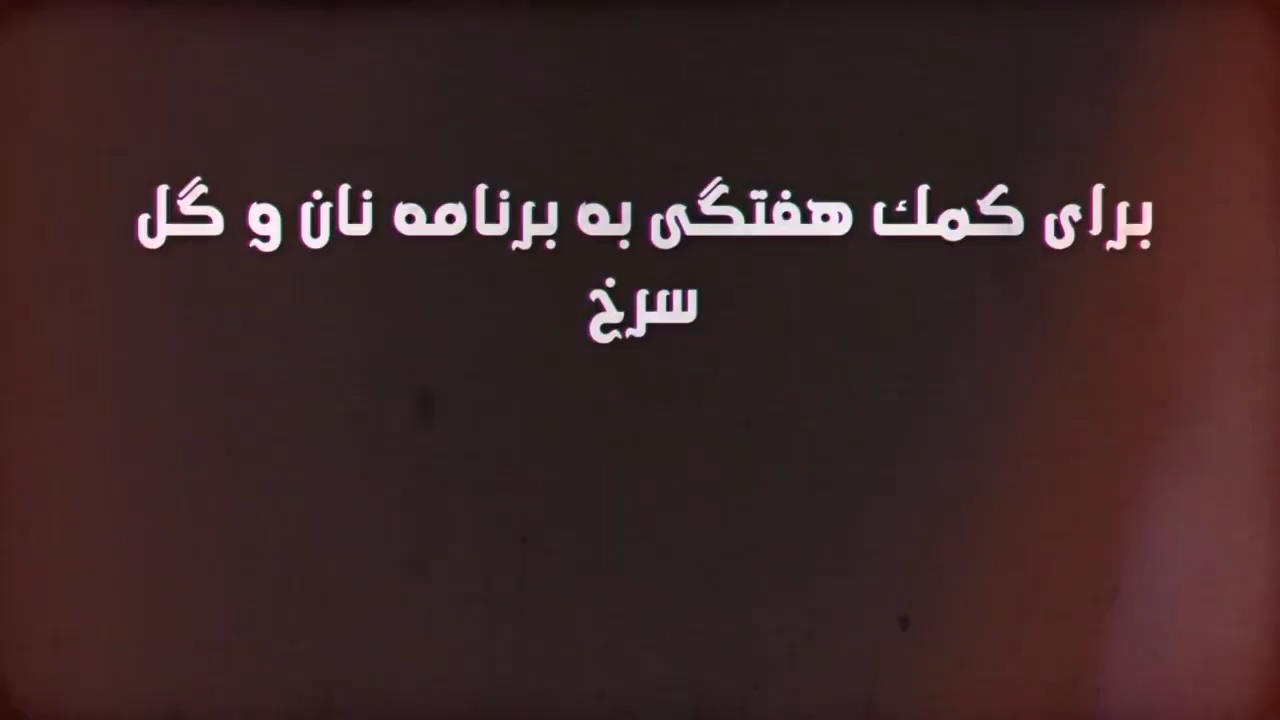 برای کمک هفتگی به برنامه نان و گل
سرخ